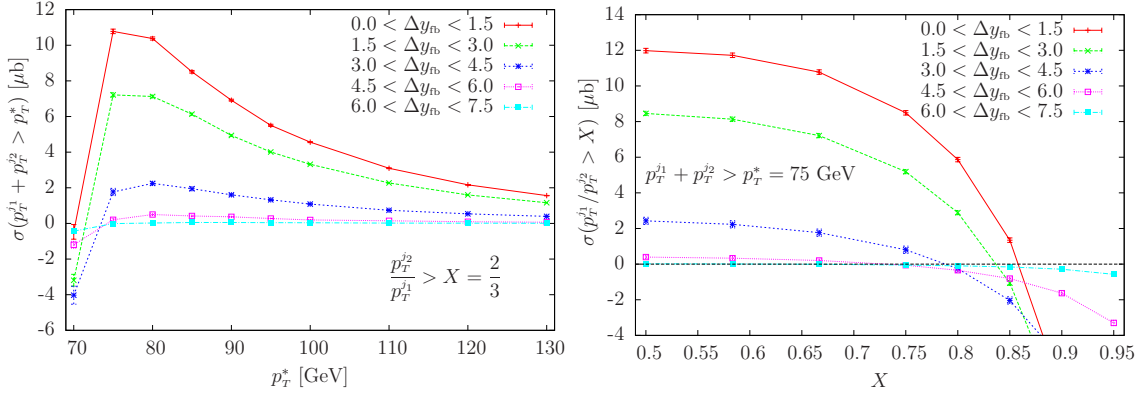 σ(p_T^{j1} + p_T^{j2} > p_T^*) [µb]
12
10
8
6
4
2
0
-2
-4
-6
0.0 < Δy_fb < 1.5
1.5 < Δy_fb < 3.0
3.0 < Δy_fb < 4.5
4.5 < Δy_fb < 6.0
6.0 < Δy_fb < 7.5
p_T^{j2} / p_T^{j1} > X = 2/3
70 80 90 100 110 120 130
p_T^* [GeV]
σ(p_T^{j1}/p_T^{j2} > X) [µb]
14
12
10
8
6
4
2
0
-2
-4
0.0 < Δy_fb < 1.5
1.5 < Δy_fb < 3.0
3.0 < Δy_fb < 4.5
4.5 < Δy_fb < 6.0
6.0 < Δy_fb < 7.5
p_T^{j1} + p_T^{j2} > p_T^* = 75 GeV
0.5 0.55 0.6 0.65 0.7 0.75 0.8 0.85 0.9 0.95
X